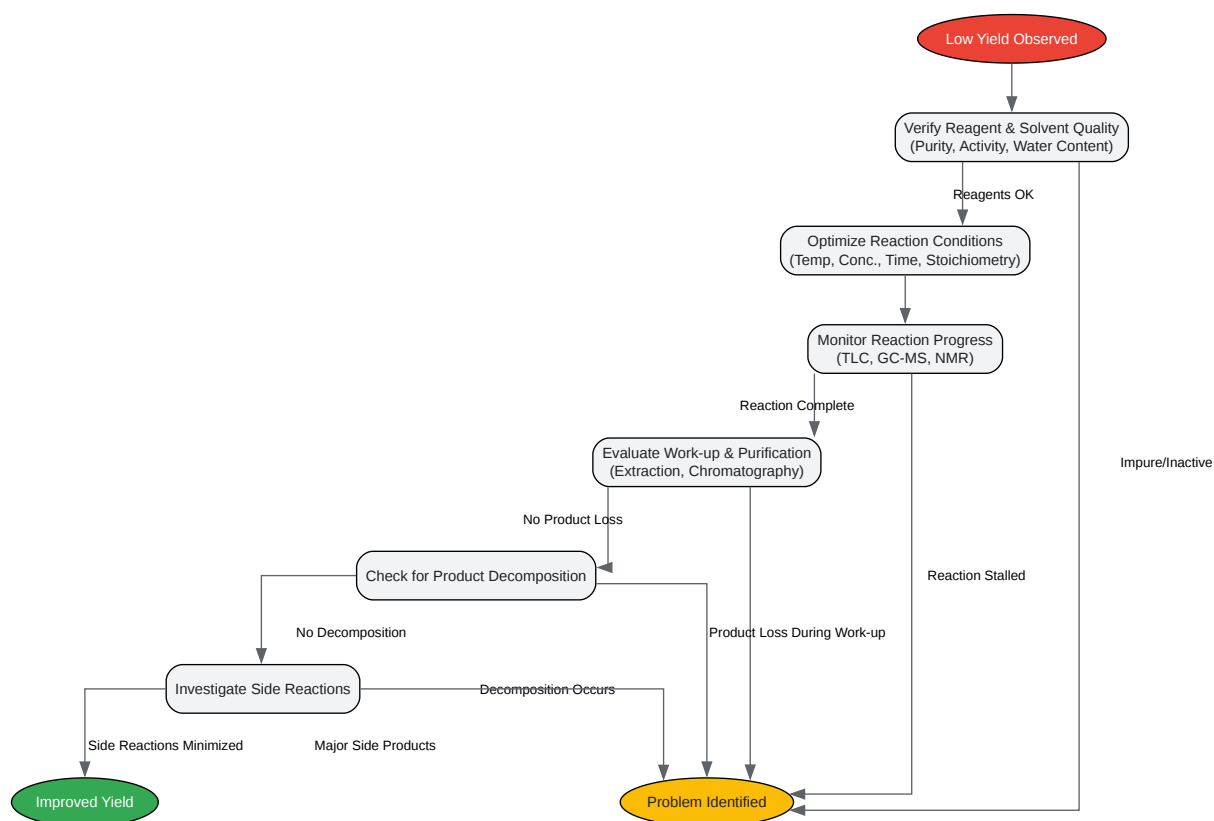 Low Yield Observed
Verify Reagent & Solvent Quality
(Purity, Activity, Water Content)
Reagents OK
Optimize Reaction Conditions
(Temp, Conc., Time, Stoichiometry)
Monitor Reaction Progress
(TLC, GC-MS, NMR)
Reaction Complete
Evaluate Work-up & Purification
(Extraction, Chromatography)
Impure/Inactive
No Product Loss
Check for Product Decomposition
Reaction Stalled
No Decomposition
Product Loss During Work-up
Investigate Side Reactions
Decomposition Occurs
Side Reactions Minimized
Major Side Products
Improved Yield
Problem Identified